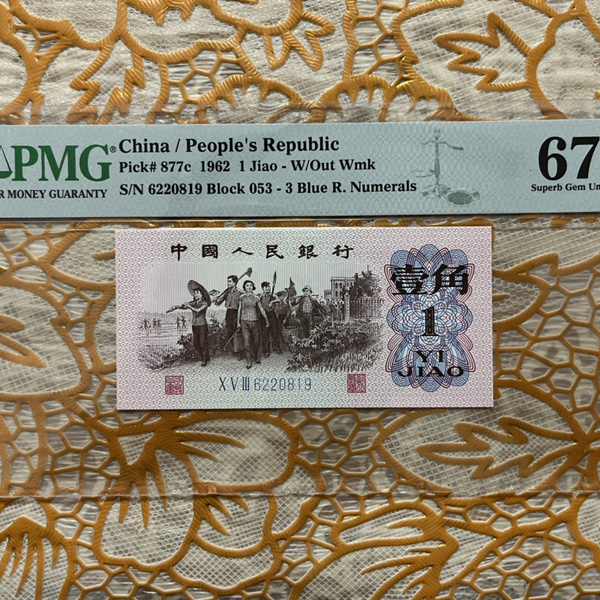 PMG
R MONEY GUARANTY
China / People's Republic
Pick# 877c 1962 1 Jiao - W/Out Wmk
S/N 6220819 Block 053 - 3 Blue R. Numerals
67
Superb Gem Un
中國人民銀行
壹角
1
YI
JIAO
XVIII 6220819